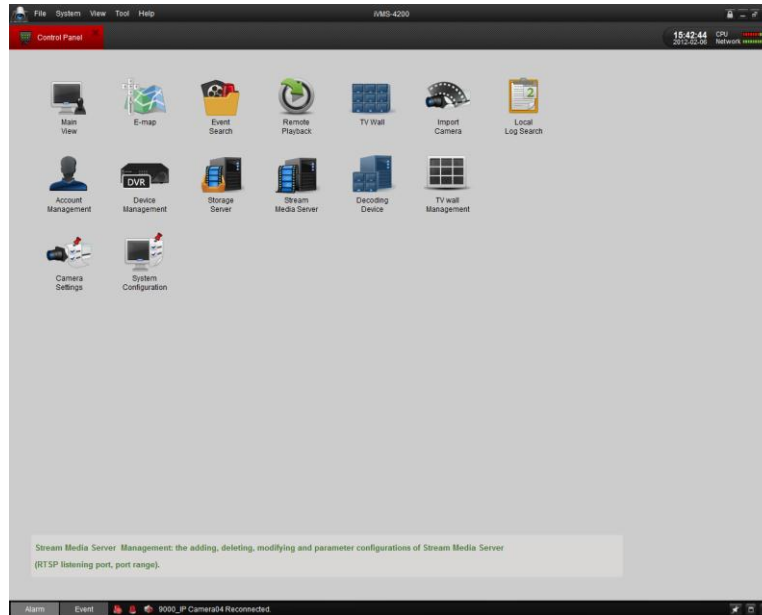 File System View Tool Help iVMS-4200
Control Panel 15:42:44 CPU
2012-02-06 Network
Main
View
E-map
Event
Search
Remote
Playback
TV Wall
Import
Camera
Local
Log Search
Account
Management
DVR
Device
Management
Storage
Server
Stream
Media Server
Decoding
Device
TV wall
Management
Camera
Settings
System
Configuration
2
Stream Media Server Management: the adding, deleting, modifying and parameter configurations of Stream Media Server
(RTSP listening port, port range).
Alarm Event 9000_IP Camera04 Reconnected.